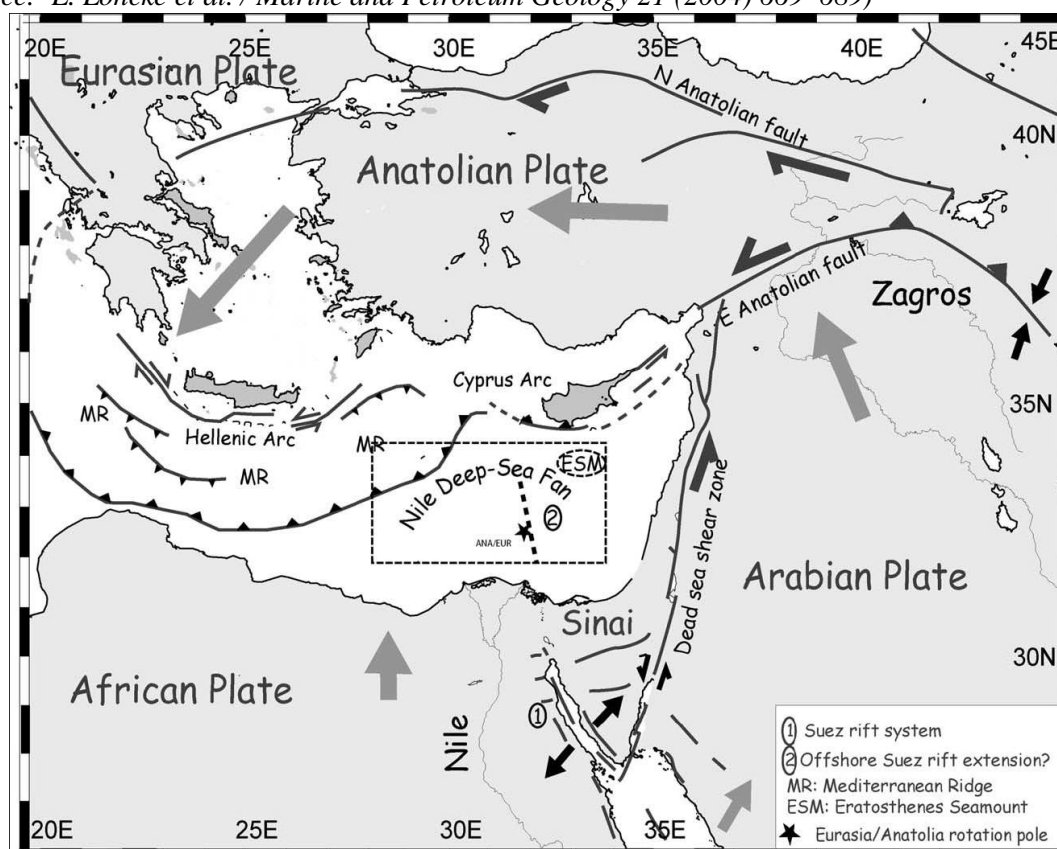 ce: "L. Loncke et al. / Marine and Petroleum Geology 21 (2004) 669–689)
20E 25E 30E 35E 40E 45E
Eurasian Plate
N Anatolian fault
40N
Anatolian Plate
E Anatolian fault
Zagros
Cyprus Arc
35N
MR
Hellenic Arc
MR
MR
ESM
Nile Deep-Sea Fan
2
ANA/EUR
Dead sea shear zone
Arabian Plate
Sinai
30N
African Plate
1
Nile
1 Suez rift system
2 Offshore Suez rift extension?
MR: Mediterranean Ridge
ESM: Eratosthenes Seamount
Eurasia/Anatolia rotation pole
20E 25E 30E 35E